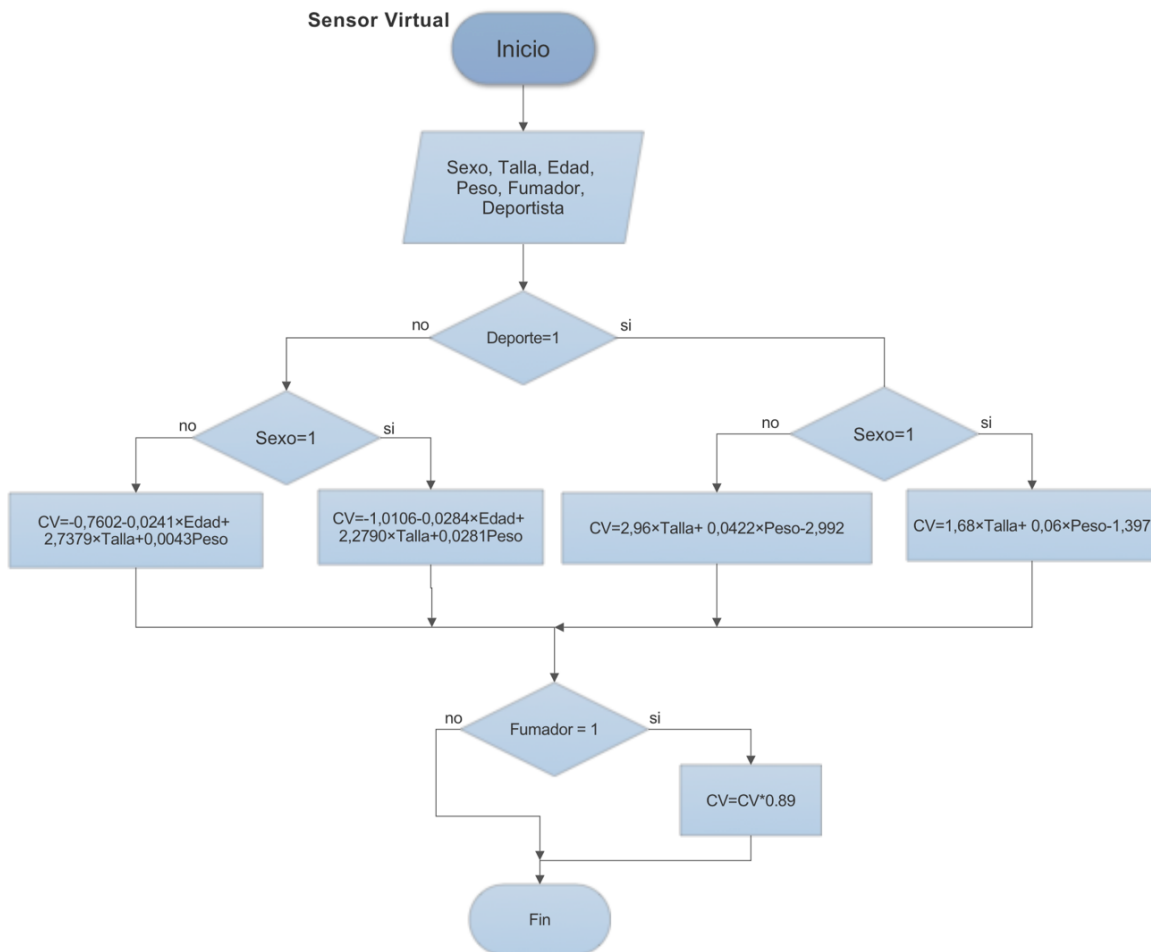 Sensor Virtual
Inicio
Sexo, Talla, Edad,
Peso, Fumador,
Deportista
no
Deporte=1
si
no
Sexo=1
si
no
Sexo=1
si
CV=-0,7602-0,0241×Edad+
2,7379×Talla+0,0043Peso
CV=-1,0106-0,0284×Edad+
2,2790×Talla+0,0281Peso
CV=2,96×Talla+ 0,0422×Peso-2,992
CV=1,68×Talla+ 0,06×Peso-1,397
no
Fumador = 1
si
CV=CV*0.89
Fin